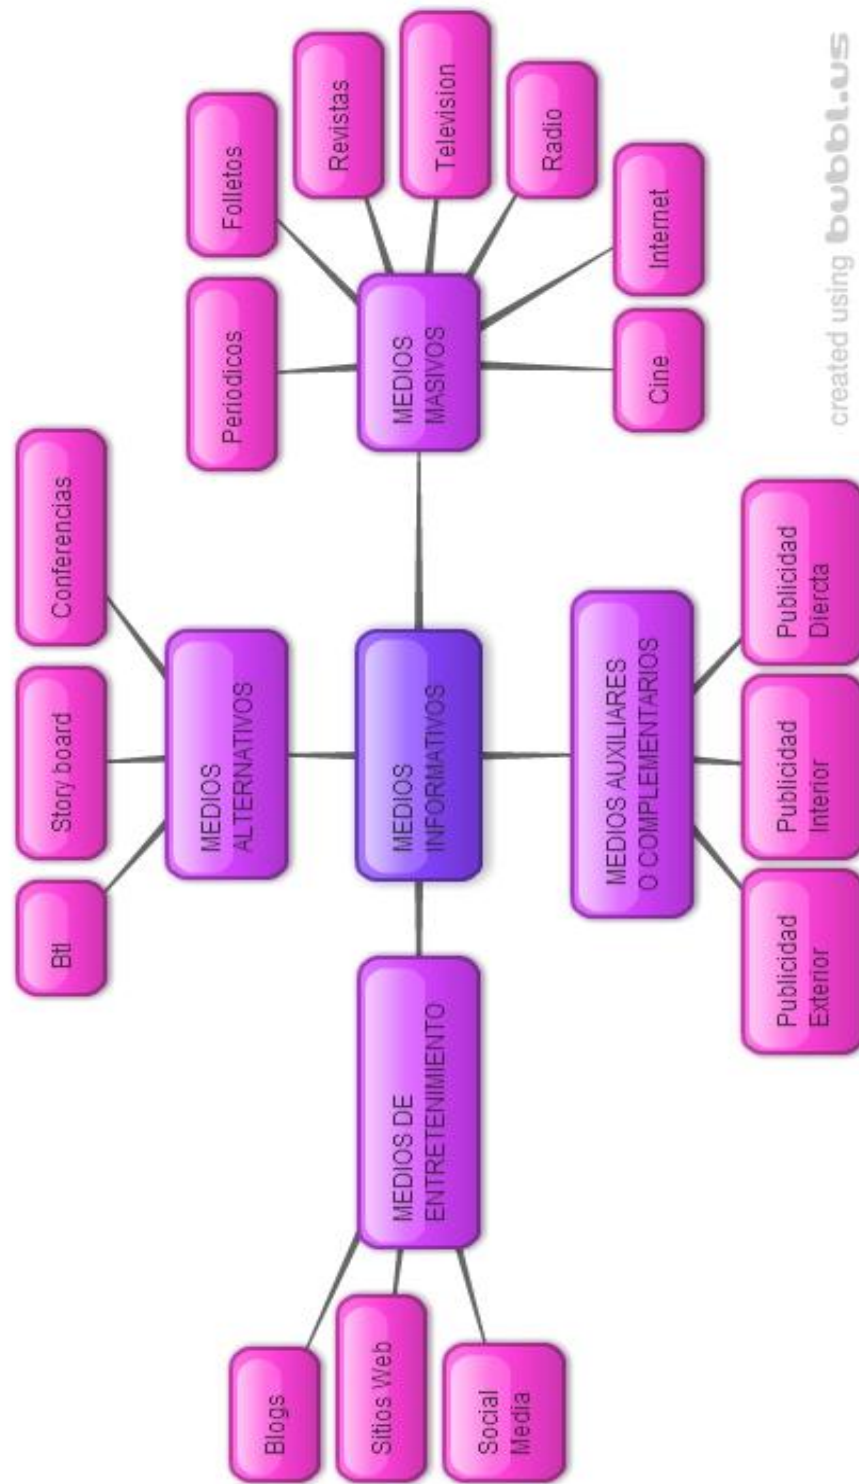 Btl
Story board
Conferencias
MEDIOS
ALTERNATIVOS
Periodicos
Folletos
Revistas
Television
Radio
Internet
Cine
MEDIOS
MASIVOS
MEDIOS
INFORMATIVOS
Blogs
Sitios Web
Social
Media
MEDIOS DE
ENTRETENIMIENTO
MEDIOS AUXILIARES
O COMPLEMENTARIOS
Publicidad
Exterior
Publicidad
Interior
Publicidad
Diercta
created using bubbl.us